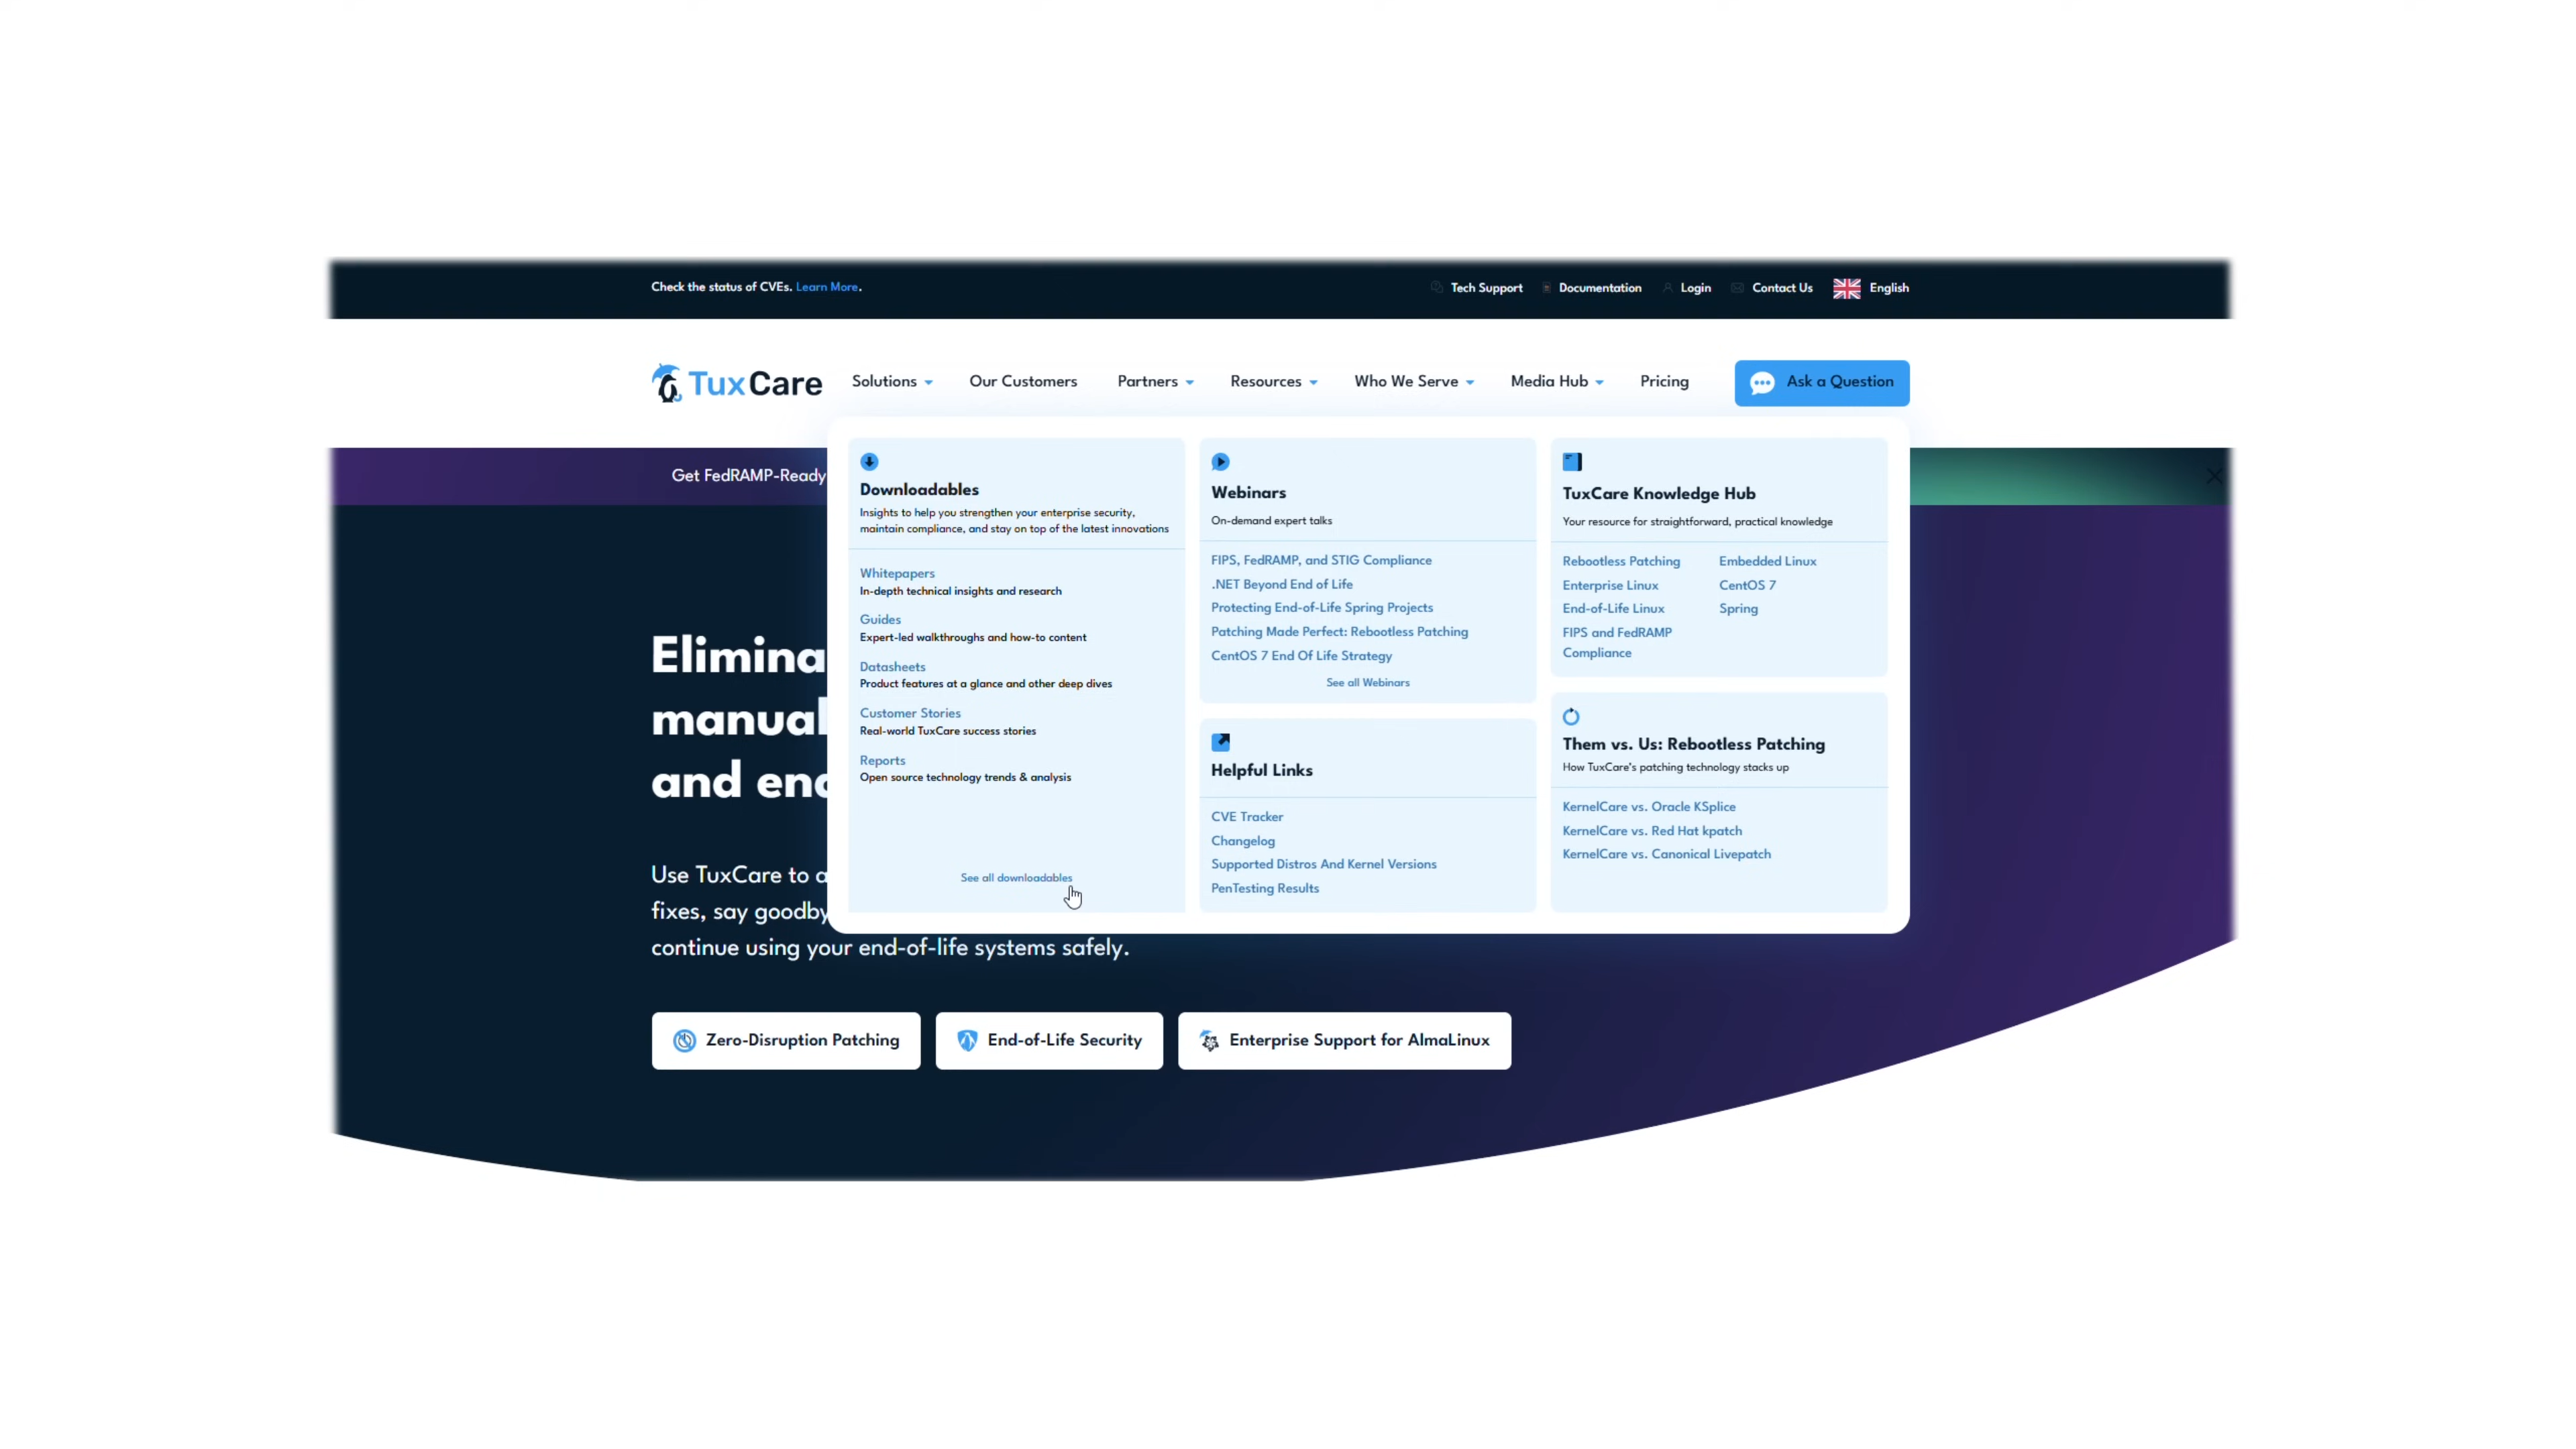 Check the status of CVEs. Learn More.
Tech Support
Documentation
Login
Contact Us
English
TuxCare
Solutions
Our Customers
Partners
Resources
Who We Serve
Media Hub
Pricing
Ask a Question
Get FedRAMP-Ready
Downloadables
Insights to help you strengthen your enterprise security,
maintain compliance, and stay on top of the latest innovations
Whitepapers
In-depth technical insights and research
Guides
Expert-led walkthroughs and how-to content
Datasheets
Product features at a glance and other deep dives
Customer Stories
Real-world TuxCare success stories
Reports
Open source technology trends & analysis
See all downloadables
Webinars
On-demand expert talks
FIPS, FedRAMP, and STIG Compliance
.NET Beyond End of Life
Protecting End-of-Life Spring Projects
Patching Made Perfect: Rebootless Patching
CentOS 7 End Of Life Strategy
See all Webinars
Helpful Links
CVE Tracker
Changelog
Supported Distros And Kernel Versions
PenTesting Results
TuxCare Knowledge Hub
Your resource for straightforward, practical knowledge
Rebootless Patching
Enterprise Linux
End-of-Life Linux
FIPS and FedRAMP
Compliance
Embedded Linux
CentOS 7
Spring
Them vs. Us: Rebootless Patching
How TuxCare's patching technology stacks up
KernelCare vs. Oracle KSplice
KernelCare vs. Red Hat kpatch
KernelCare vs. Canonical Livepatch
Elimina
manual
and end
Use TuxCare to a
fixes, say goodby
continue using your end-of-life systems safely.
Zero-Disruption Patching
End-of-Life Security
Enterprise Support for AlmaLinux